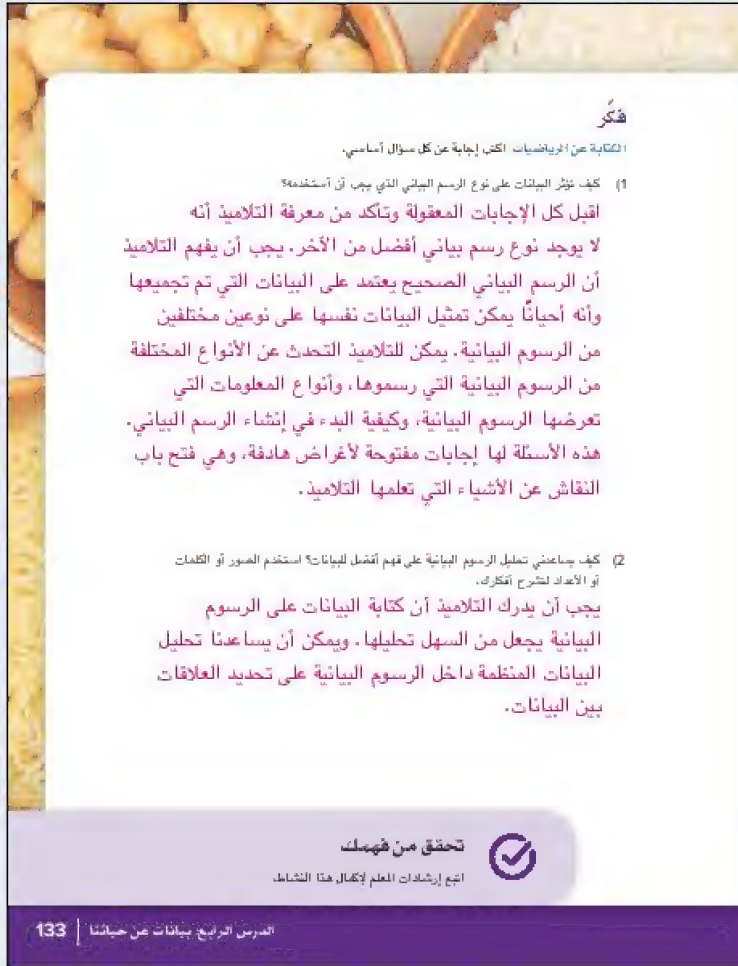 فكّر
الكتابة عن الرياضيات اكتب إجابة عن كل سؤال أساسي.
1) كيف تؤثر البيانات على نوع الرسم البياني الذي يجب أن أستخدمه؟
اقبل كل الإجابات المعقولة وتأكد من معرفة التلاميذ أنه
لا يوجد نوع رسم بياني أفضل من الآخر. يجب أن يفهم التلاميذ
أن الرسم البياني الصحيح يعتمد على البيانات التي تم تجميعها
وأنه أحيانًا يمكن تمثيل البيانات نفسها على نوعين مختلفين
من الرسوم البيانية. يمكن للتلاميذ التحدث عن الأنواع المختلفة
من الرسوم البيانية التي رسموها، وأنواع المعلومات التي
تعرضها الرسوم البيانية، وكيفية البدء في إنشاء الرسم البياني.
هذه الأسئلة لها إجابات مفتوحة لأغراض هادفة، وهي فتح باب
النقاش عن الأشياء التي تعلمها التلاميذ.
2) كيف يساعدني تحليل الرسوم البيانية على فهم أفضل للبيانات؟ استخدم الصور أو الكلمات
أو الأعداد لتشرح أفكارك.
يجب أن يدرك التلاميذ أن كتابة البيانات على الرسوم
البيانية يجعل من السهل تحليلها. ويمكن أن يساعدنا تحليل
البيانات المنظمة داخل الرسوم البيانية على تحديد العلاقات
بين البيانات.
تحقق من فهمك
اتبع إرشادات المعلم لإكمال هذا النشاط.
الدرس الرابع: بيانات عن حياتنا | 133